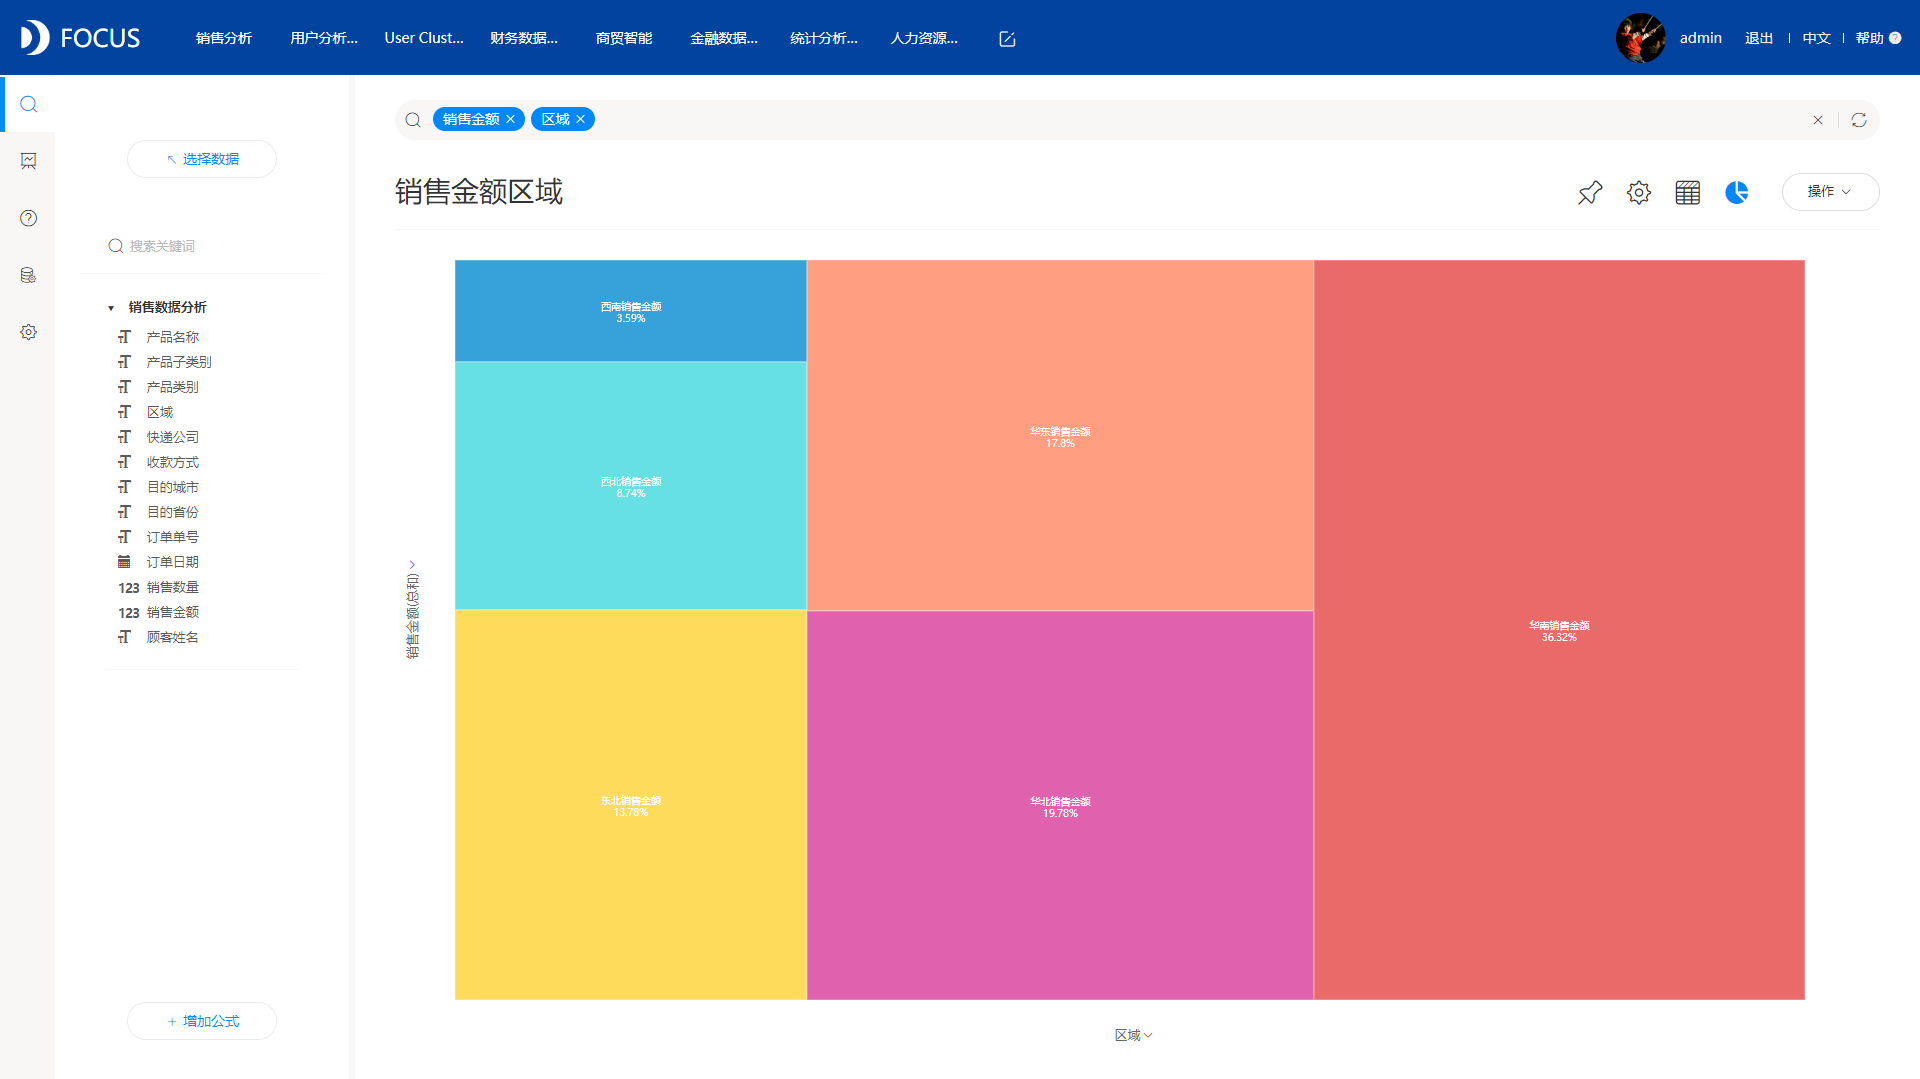 FOCUS
销售分析
用户分析...
User Clust...
财务数据...
商贸智能
金融数据...
统计分析...
人力资源...
admin
退出
中文
帮助 ?
销售金额 ×
区域 ×
选择数据
销售金额区域
操作
搜索关键词
销售数据分析
产品名称
产品子类别
产品类别
区域
快递公司
收款方式
目的城市
目的省份
订单单号
订单日期
123 销售数量
123 销售金额
顾客姓名
+ 增加公式
销售金额(总和)
西南销售金额
3.59%
西北销售金额
8.74%
东北销售金额
13.78%
华东销售金额
17.8%
华北销售金额
19.78%
华南销售金额
36.32%
区域